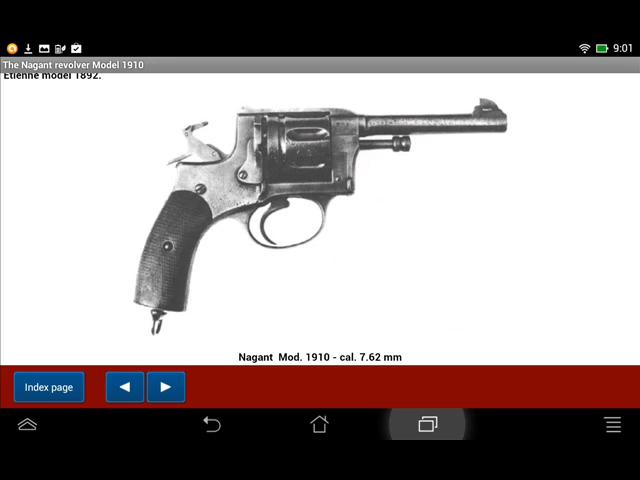 9:01
The Nagant revolver Model 1910
Etienne model 1892.
Nagant Mod. 1910 - cal. 7.62 mm
Index page